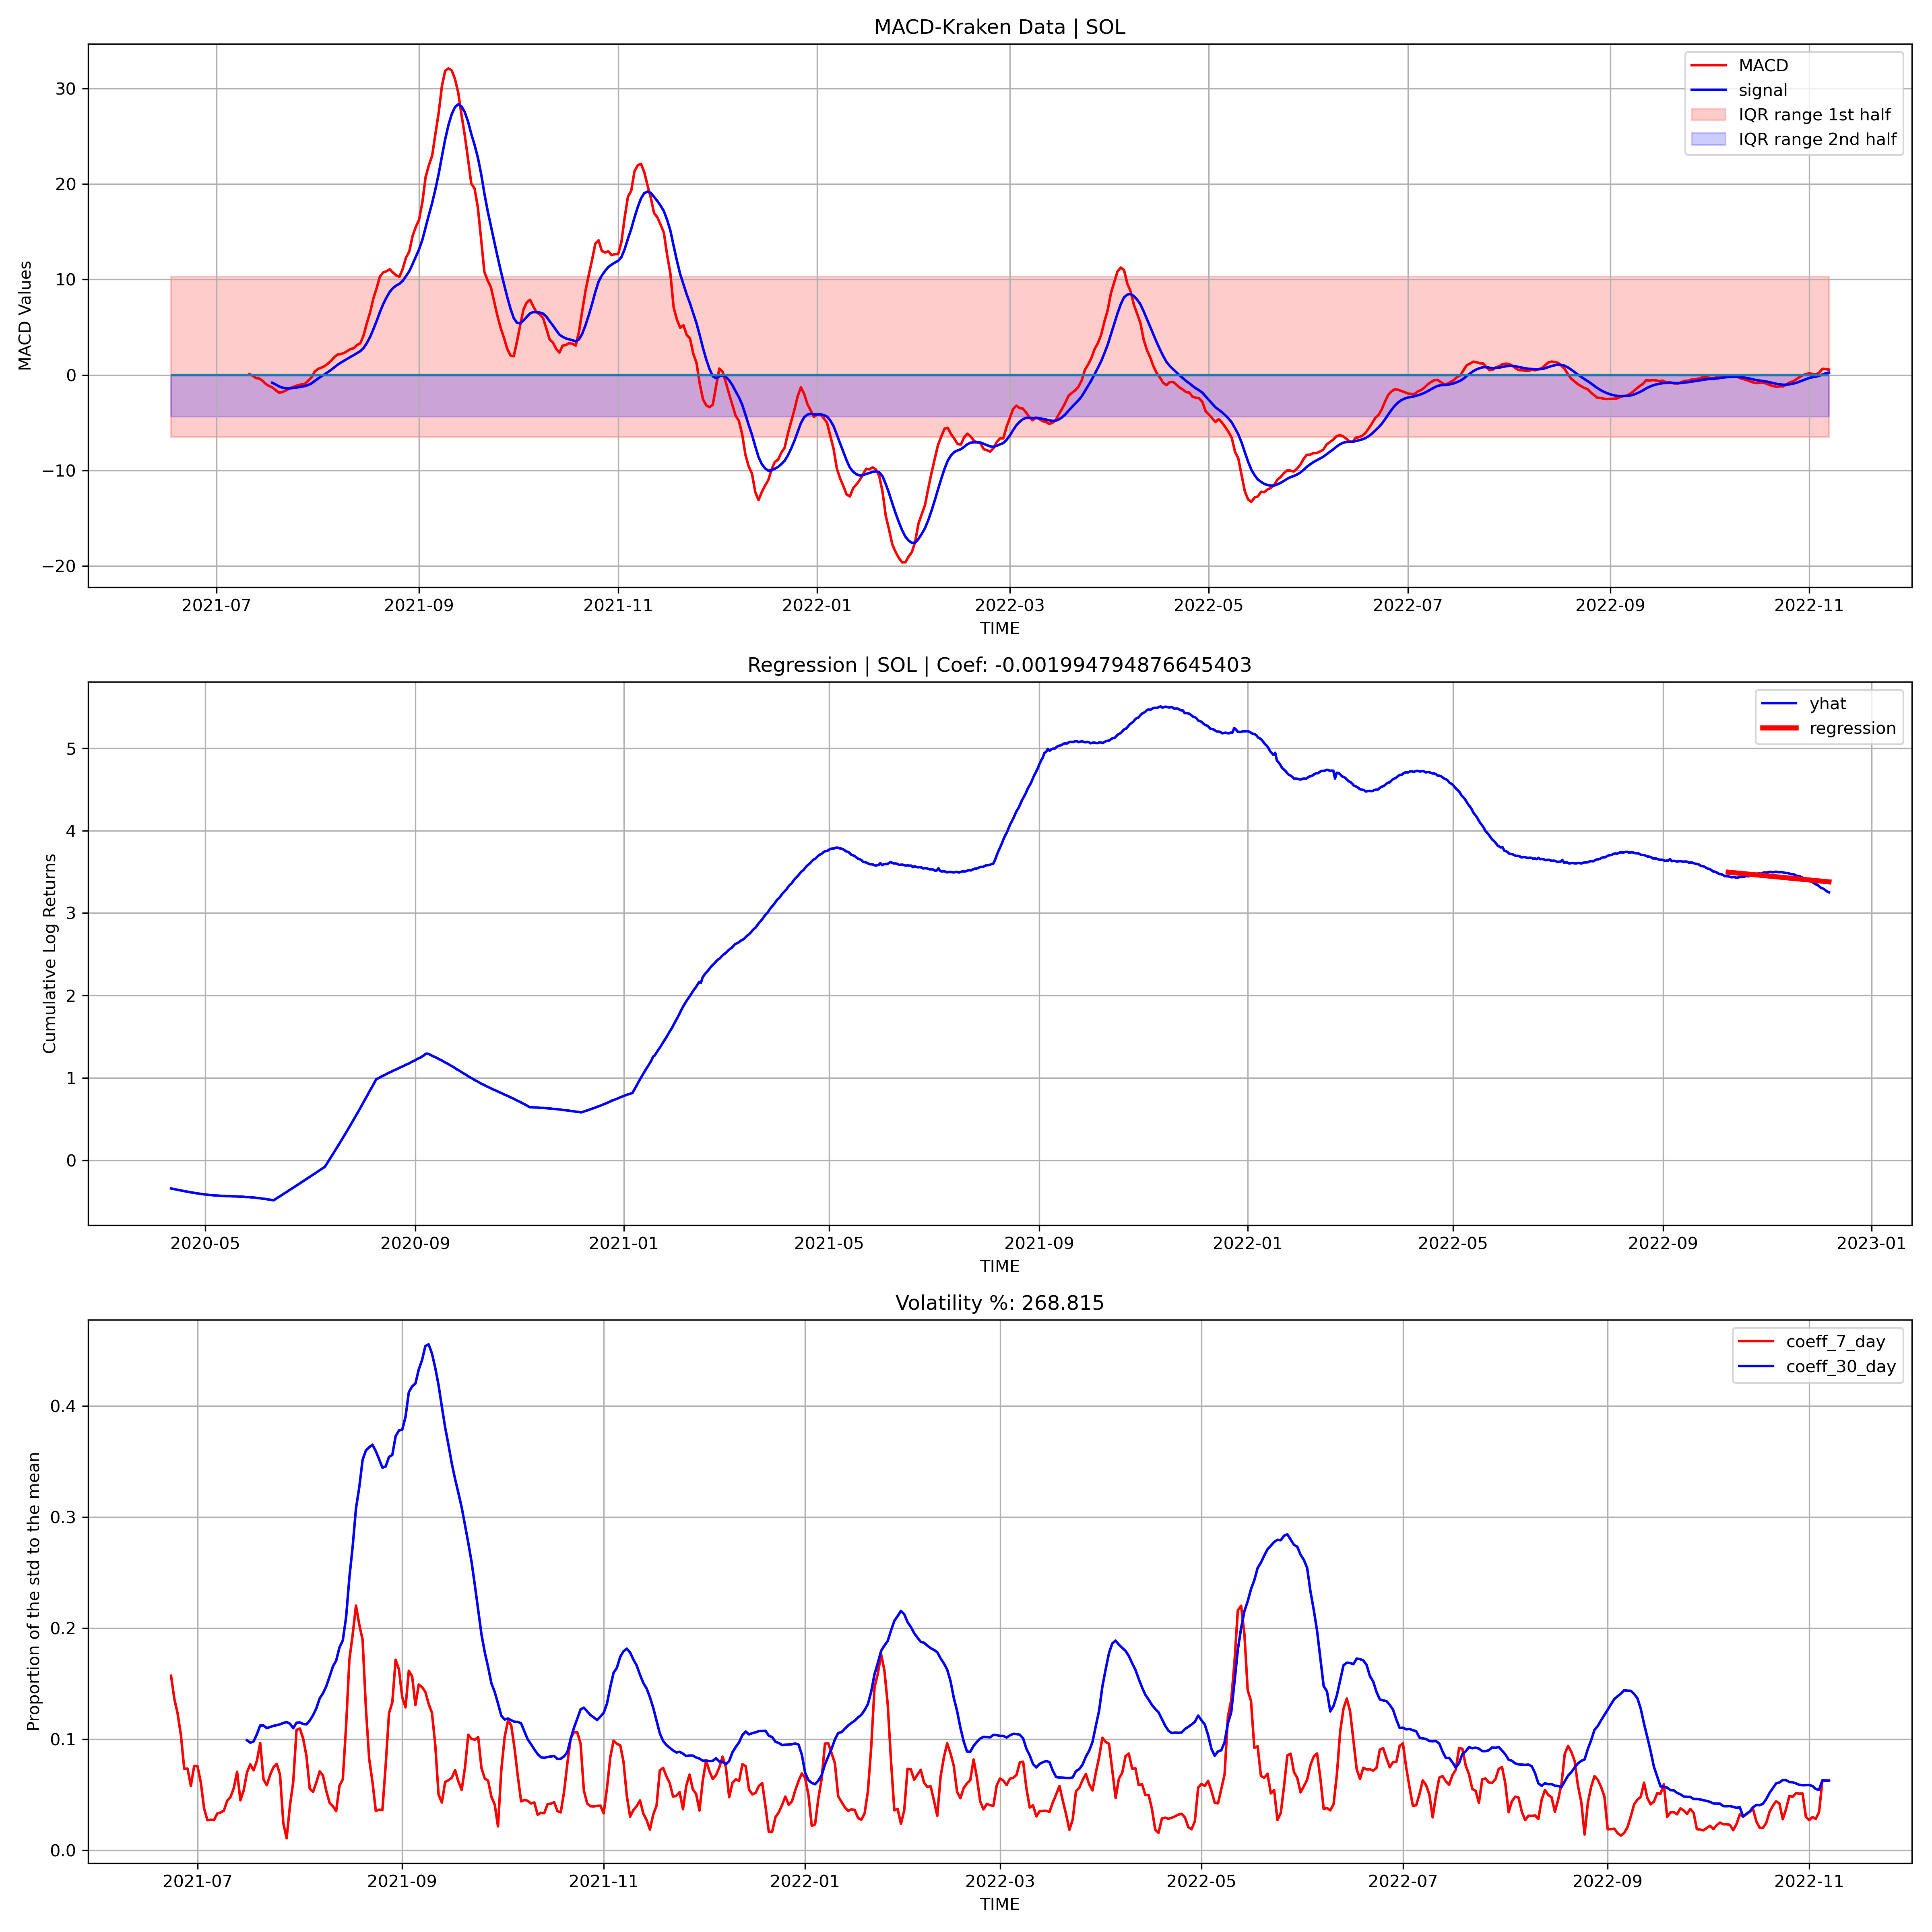 MACD-Kraken Data | SOL
MACD
signal
IQR range 1st half
IQR range 2nd half
MACD Values
30
20
10
0
−10
−20
2021-07 2021-09 2021-11 2022-01 2022-03 2022-05 2022-07 2022-09 2022-11
TIME
Regression | SOL | Coef: -0.001994794876645403
yhat
regression
Cumulative Log Returns
5
4
3
2
1
0
2020-05 2020-09 2021-01 2021-05 2021-09 2022-01 2022-05 2022-09 2023-01
TIME
Volatility %: 268.815
coeff_7_day
coeff_30_day
Proportion of the std to the mean
0.4
0.3
0.2
0.1
0.0
2021-07 2021-09 2021-11 2022-01 2022-03 2022-05 2022-07 2022-09 2022-11
TIME